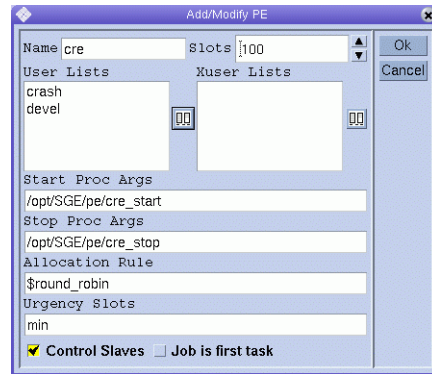 Add/Modify PE
Name cre Slots 100 Ok
User Lists Xuser Lists Cancel
crash
devel
Start Proc Args
/opt/SGE/pe/cre_start
Stop Proc Args
/opt/SGE/pe/cre_stop
Allocation Rule
$round_robin
Urgency Slots
min
Control Slaves Job is first task